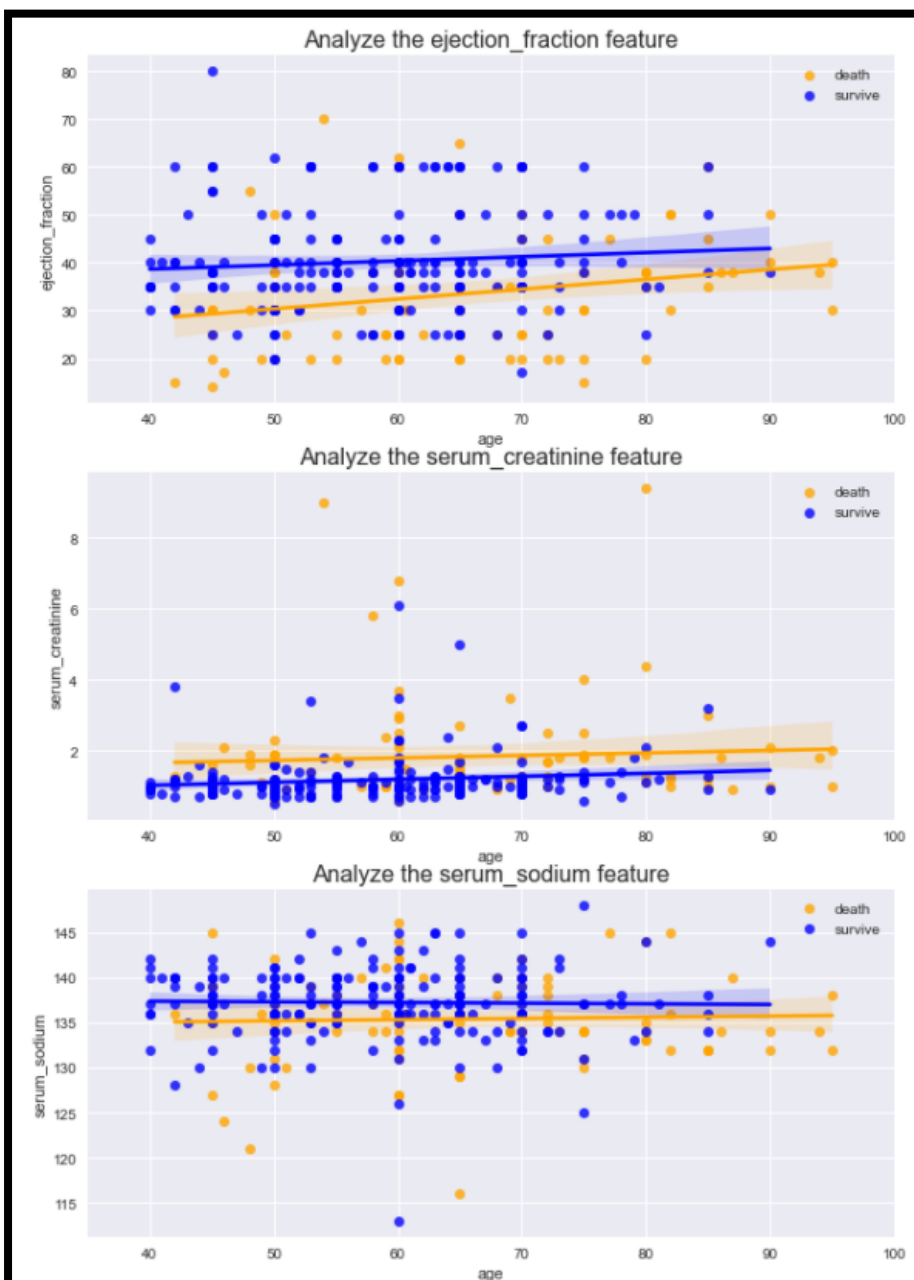 Analyze the ejection_fraction feature
death
survive
80
70
60
50
40
30
20
ejection_fraction
40 50 60 70 80 90 100
age
Analyze the serum_creatinine feature
death
survive
8
6
4
2
serum_creatinine
40 50 60 70 80 90 100
age
Analyze the serum_sodium feature
death
survive
145
140
135
130
125
120
115
serum_sodium
40 50 60 70 80 90 100
age